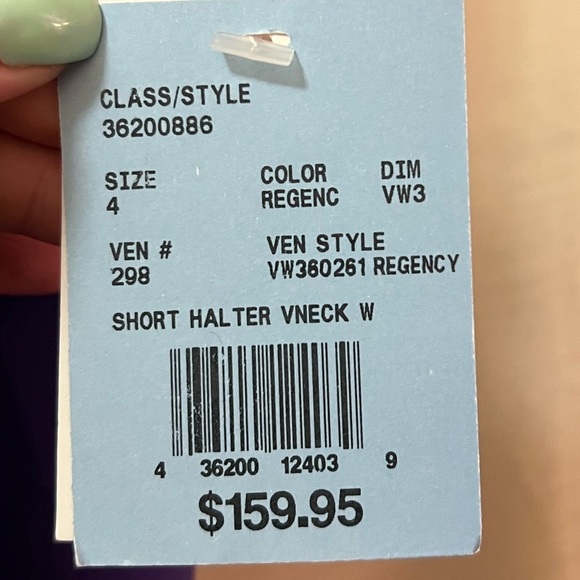 CLASS/STYLE
36200886
SIZE COLOR DIM
4 REGENC VW3
VEN # VEN STYLE
298 VW360261 REGENCY
SHORT HALTER VNECK W
4 36200 12403 9
$159.95